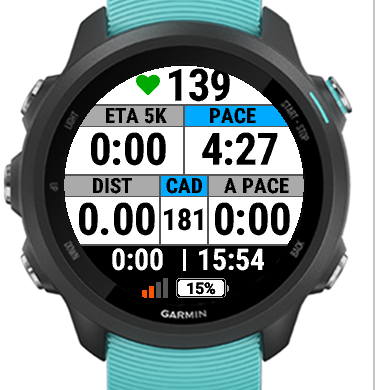 139
LIGHT
START · STOP
ETA 5K PACE
0:00 4:27
DIST CAD A PACE
0.00 181 0:00
DOWN
BACK
0:00 | 15:54
15%
GARMIN